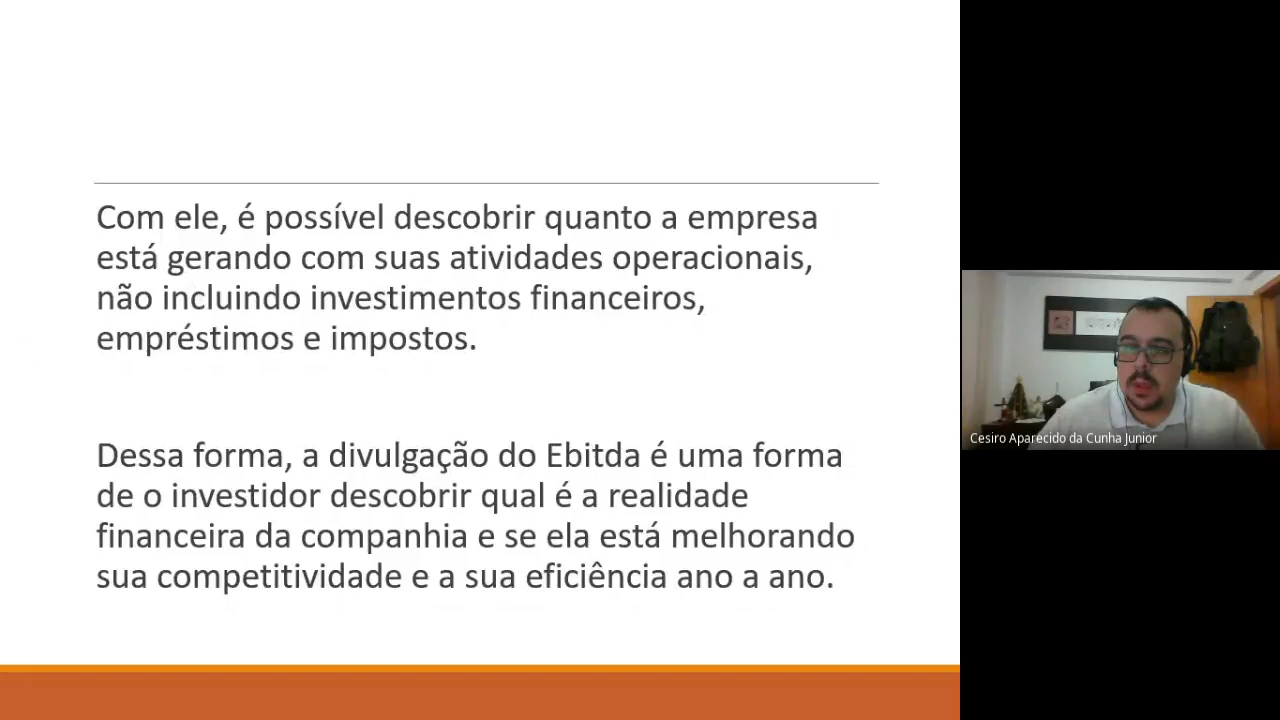 Com ele, é possível descobrir quanto a empresa
está gerando com suas atividades operacionais,
não incluindo investimentos financeiros,
empréstimos e impostos.
Dessa forma, a divulgação do Ebitda é uma forma
de o investidor descobrir qual é a realidade
financeira da companhia e se ela está melhorando
sua competitividade e a sua eficiência ano a ano.
Cesiro Aparecido da Cunha Junior